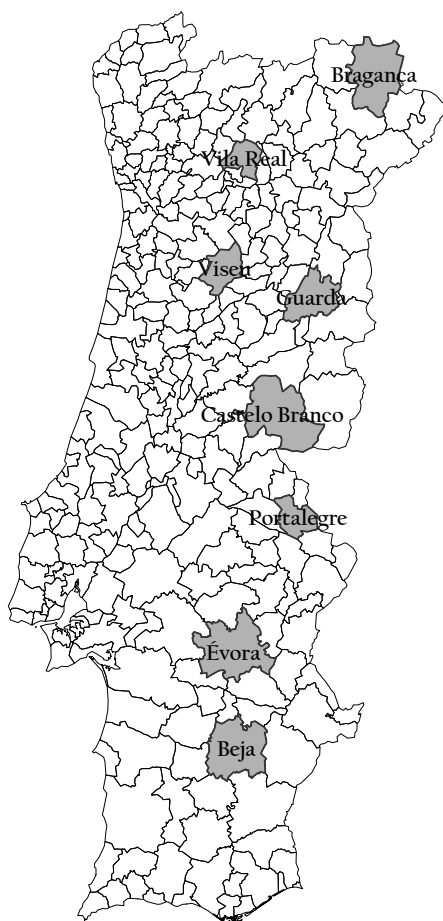 Bragança
Vila Real
Viseu
Guarda
Castelo Branco
Portalegre
Évora
Beja